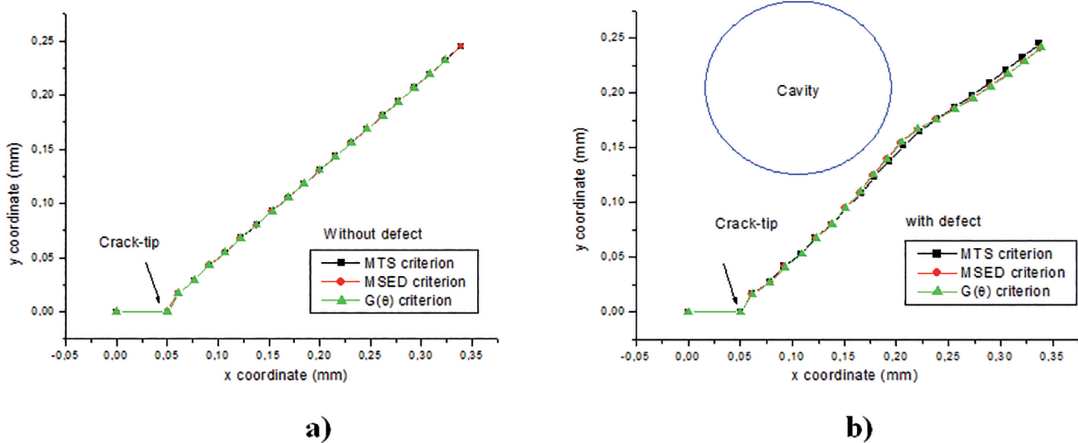 0,25
0,20
0,15
0,10
0,05
0,00
y coordinate (mm)
Crack-tip
Without defect
MTS criterion
MSED criterion
G(θ) criterion
-0,05 0,00 0,05 0,10 0,15 0,20 0,25 0,30 0,35
x coordinate (mm)
a)
0,25
0,20
0,15
0,10
0,05
0,00
y coordinate (mm)
Cavity
Crack-tip
with defect
MTS criterion
MSED criterion
G(θ) criterion
-0,05 0,00 0,05 0,10 0,15 0,20 0,25 0,30 0,35
x coordinate (mm)
b)